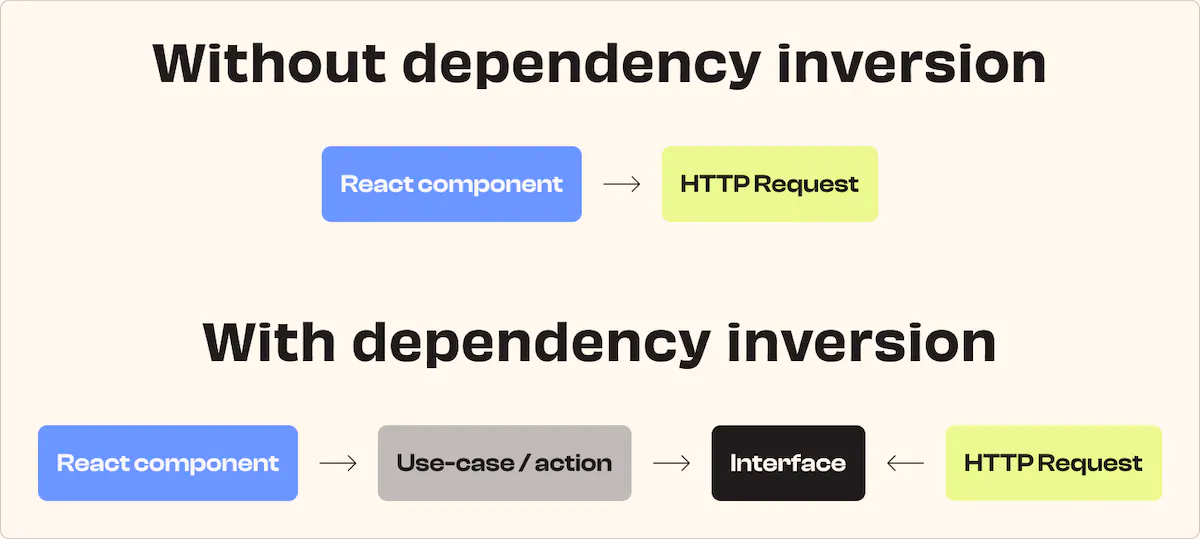 Without dependency inversion
React component → HTTP Request
With dependency inversion
React component → Use-case / action → Interface ← HTTP Request